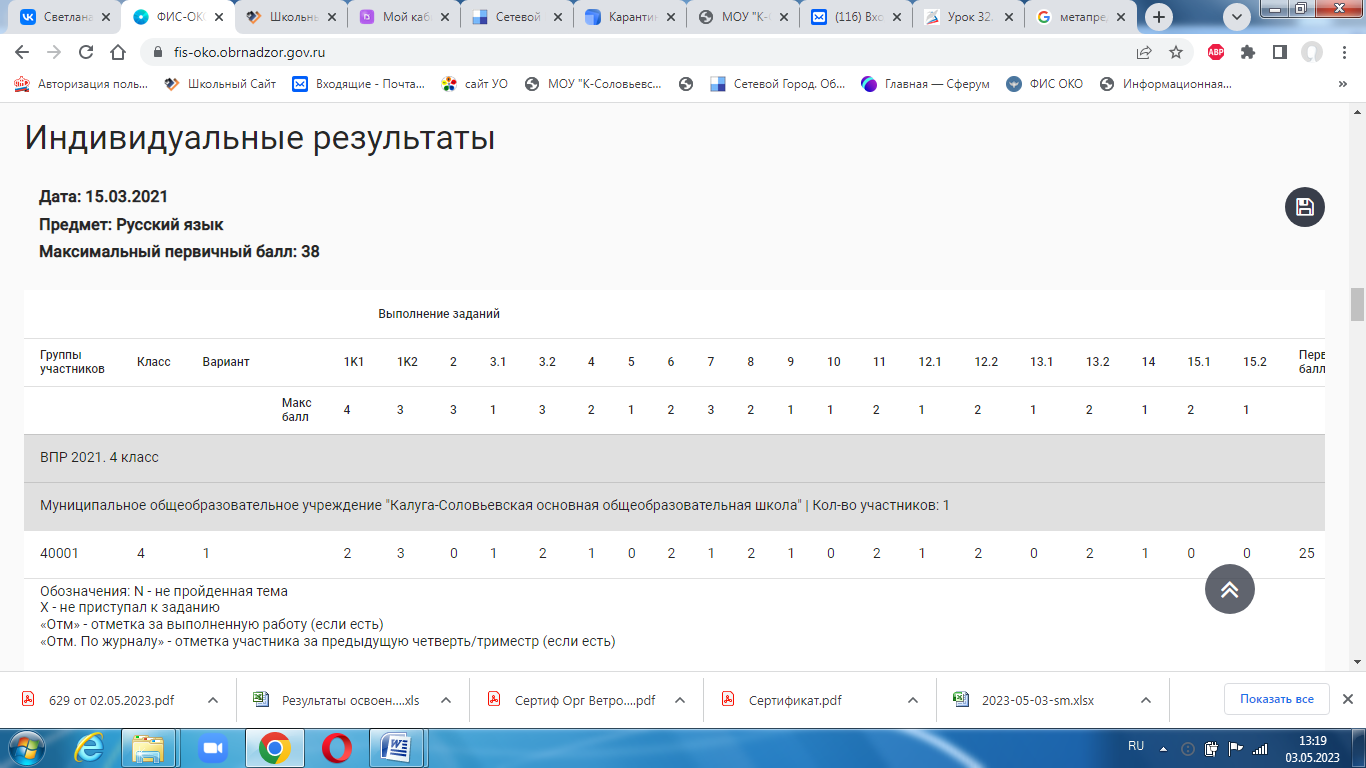 Светлана
ФИС-ОКО
Школьны
Мой каб
Сетевой
Карантин
МОУ "К-
(116) Вхо
Урок 32.
метапре
fis-oko.obrnadzor.gov.ru
ABP
Авторизация поль...
Школьный Сайт
Входящие - Почта...
сайт УО
МОУ "К-Соловьевс...
Сетевой Город. Об...
Главная — Сферум
ФИС ОКО
Информационная...
»
Индивидуальные результаты
Дата: 15.03.2021
Предмет: Русский язык
Максимальный первичный балл: 38
Выполнение заданий
Группы участников Класс Вариант 1K1 1K2 2 3.1 3.2 4 5 6 7 8 9 10 11 12.1 12.2 13.1 13.2 14 15.1 15.2 Перв балл
Макс балл 4 3 3 1 3 2 1 2 3 2 1 1 2 1 2 1 2 1 2 1
ВПР 2021. 4 класс
Муниципальное общеобразовательное учреждение "Калуга-Соловьевская основная общеобразовательная школа" | Кол-во участников: 1
40001 4 1 2 3 0 1 2 1 0 2 1 2 1 0 2 1 2 0 2 1 0 0 25
Обозначения: N - не пройденная тема
X - не приступал к заданию
«Отм» - отметка за выполненную работу (если есть)
«Отм. По журналу» - отметка участника за предыдущую четверть/триместр (если есть)
629 от 02.05.2023.pdf
Результаты освоен....xls
Сертиф Орг Ветро....pdf
Сертификат.pdf
2023-05-03-sm.xlsx
Показать все
RU
13:19
03.05.2023